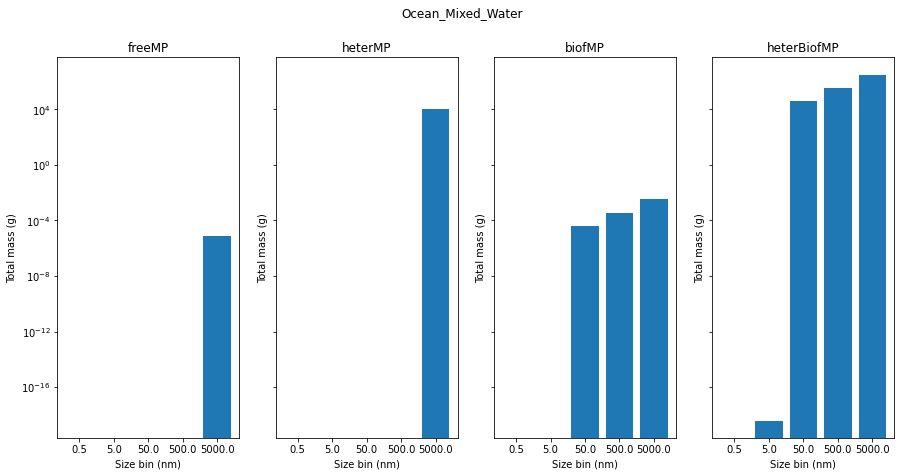 Ocean_Mixed_Water
freeMP
heterMP
biofMP
heterBiofMP
Total mass (g)
10^4
10^0
10^-4
10^-8
10^-12
10^-16
0.5 5.0 50.0 500.0 5000.0
Size bin (nm)
Total mass (g)
0.5 5.0 50.0 500.0 5000.0
Size bin (nm)
Total mass (g)
0.5 5.0 50.0 500.0 5000.0
Size bin (nm)
Total mass (g)
0.5 5.0 50.0 500.0 5000.0
Size bin (nm)